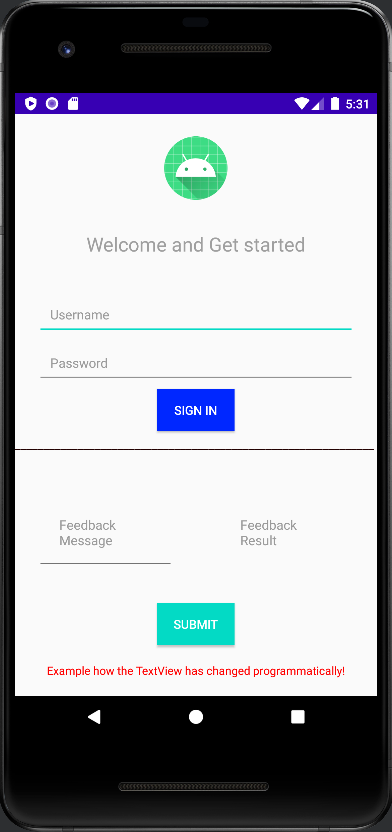 5:31
Welcome and Get started
Username
Password
SIGN IN
Feedback
Message
Feedback
Result
SUBMIT
Example how the TextView has changed programmatically!